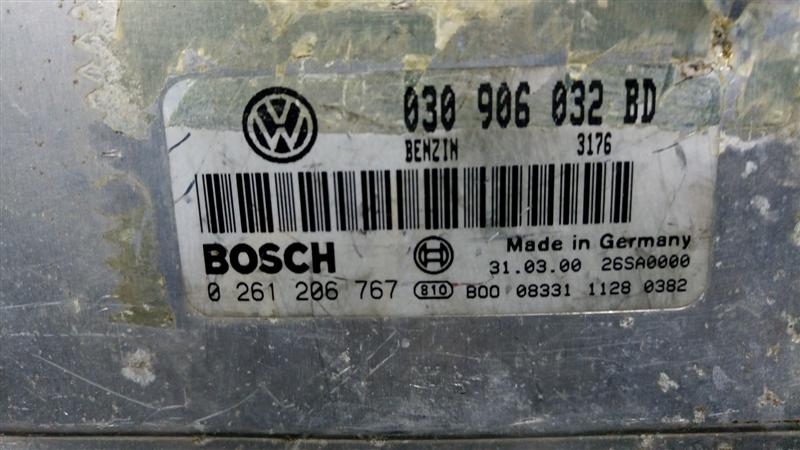 030 906 032 BD
BENZIN 3176
BOSCH
Made in Germany
31.03.00 26SA0000
0 261 206 767 810 B00 08331 1128 0382